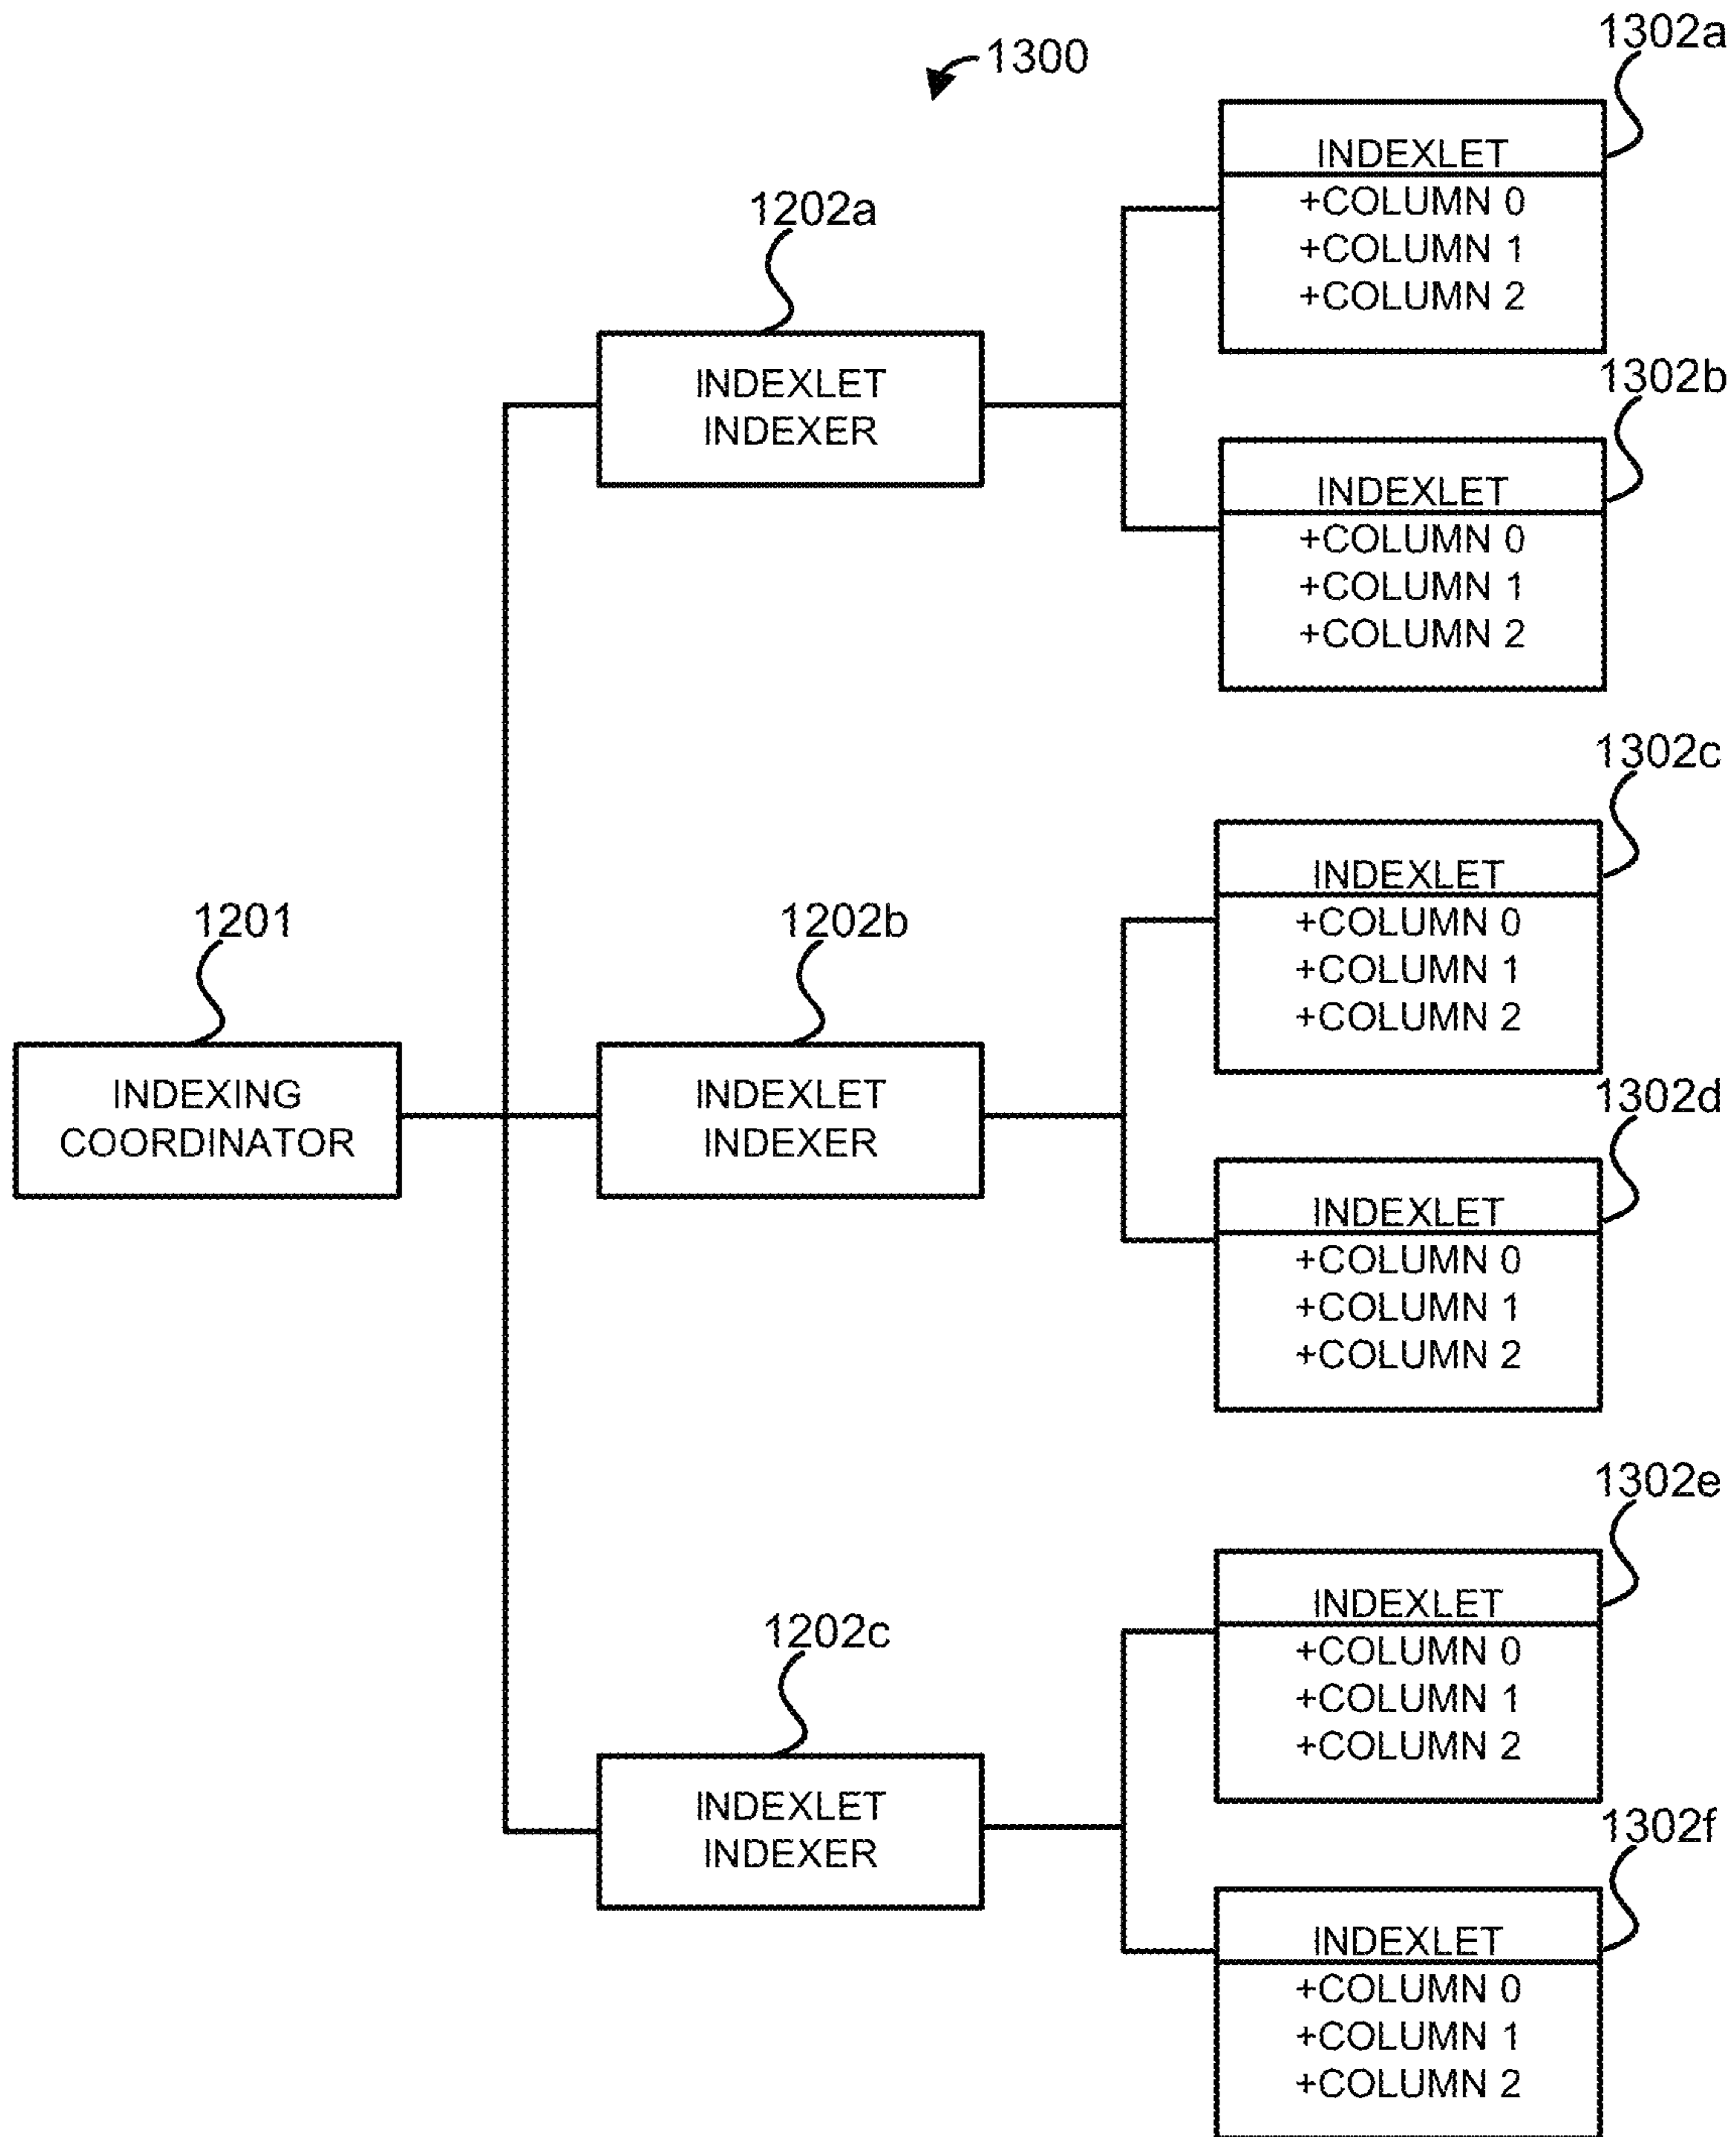 1300
1302a
INDEXLET
+COLUMN 0
+COLUMN 1
+COLUMN 2
1202a
INDEXLET
INDEXER
1302b
INDEXLET
+COLUMN 0
+COLUMN 1
+COLUMN 2
1302c
INDEXLET
+COLUMN 0
+COLUMN 1
+COLUMN 2
1201
INDEXING
COORDINATOR
1202b
INDEXLET
INDEXER
1302d
INDEXLET
+COLUMN 0
+COLUMN 1
+COLUMN 2
1302e
INDEXLET
+COLUMN 0
+COLUMN 1
+COLUMN 2
1202c
INDEXLET
INDEXER
1302f
INDEXLET
+COLUMN 0
+COLUMN 1
+COLUMN 2